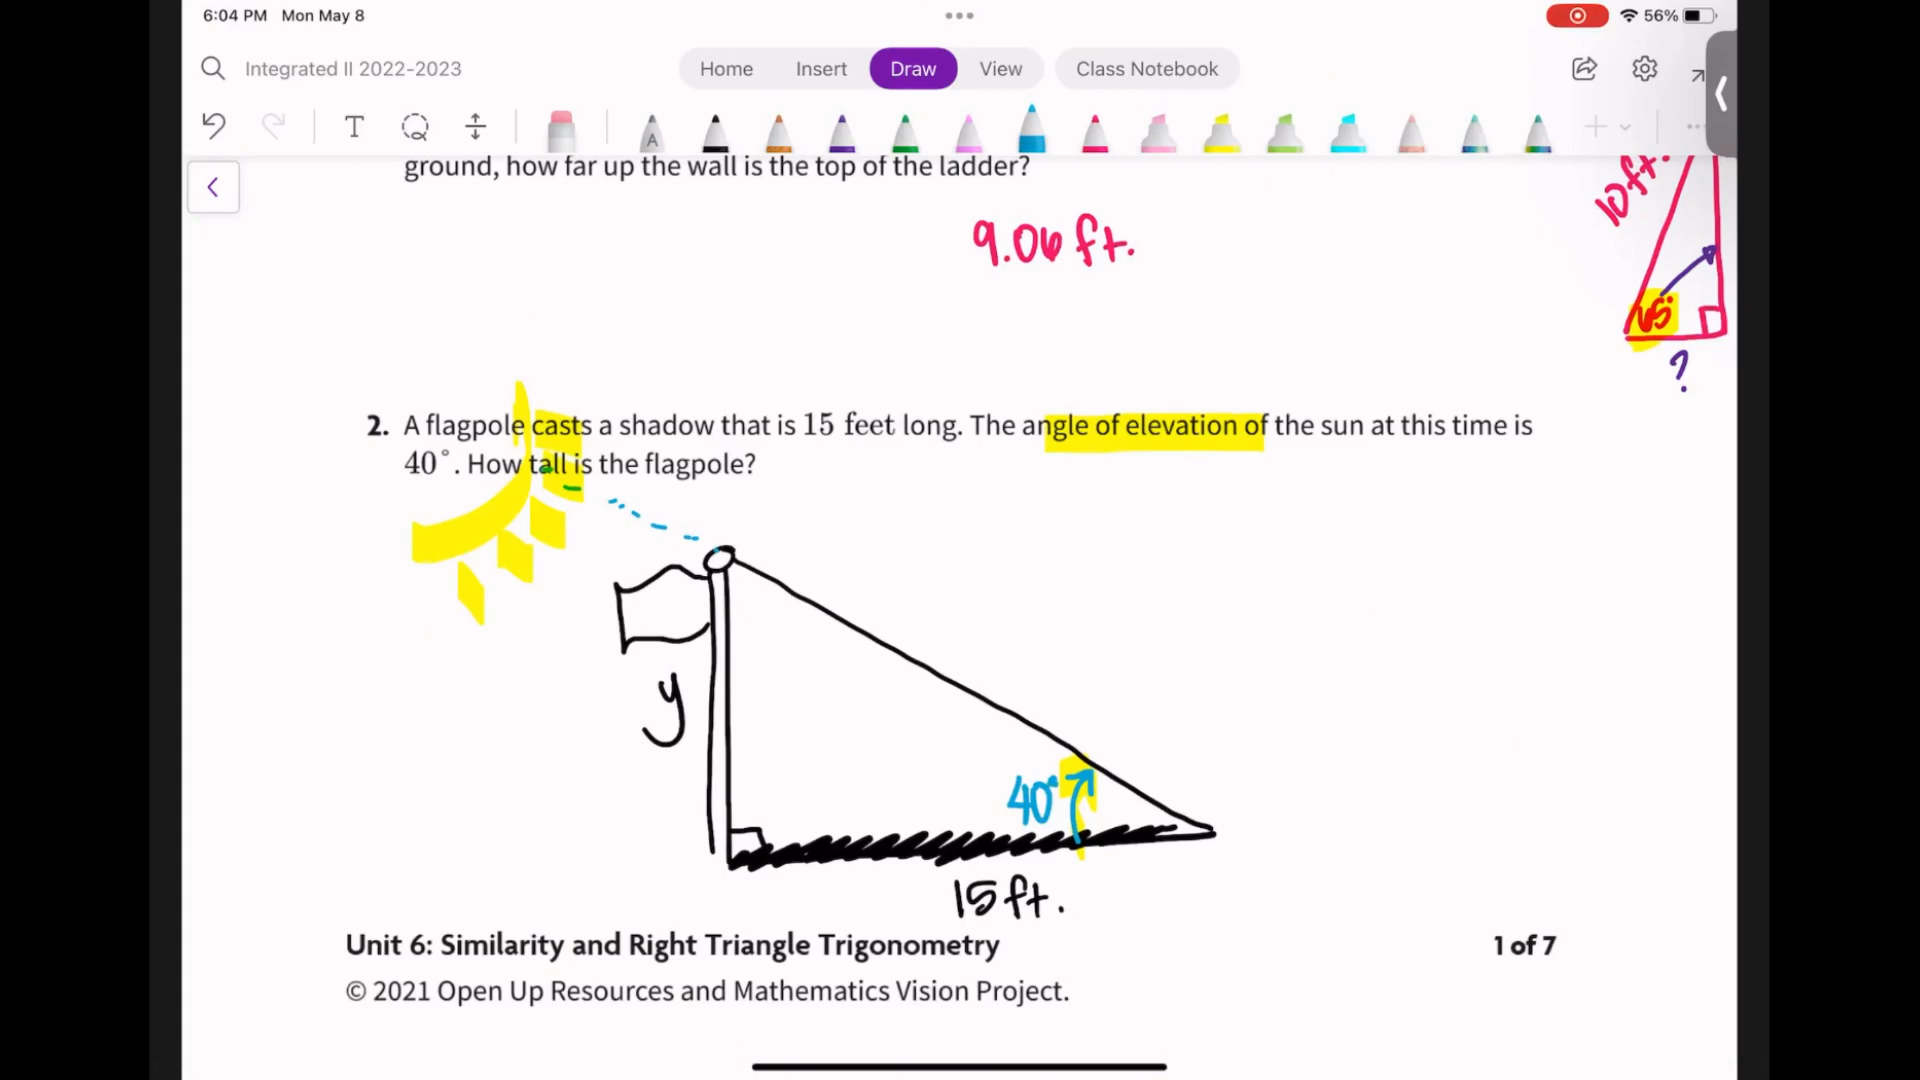 6:04 PM Mon May 8
56%
Integrated II 2022-2023
Home Insert Draw View Class Notebook
T
A
ground, how far up the wall is the top of the ladder?
10ft.
9.06 ft.
65°
?
2. A flagpole casts a shadow that is 15 feet long. The angle of elevation of the sun at this time is
40°. How tall is the flagpole?
y
40°
15 ft.
Unit 6: Similarity and Right Triangle Trigonometry 1 of 7
© 2021 Open Up Resources and Mathematics Vision Project.